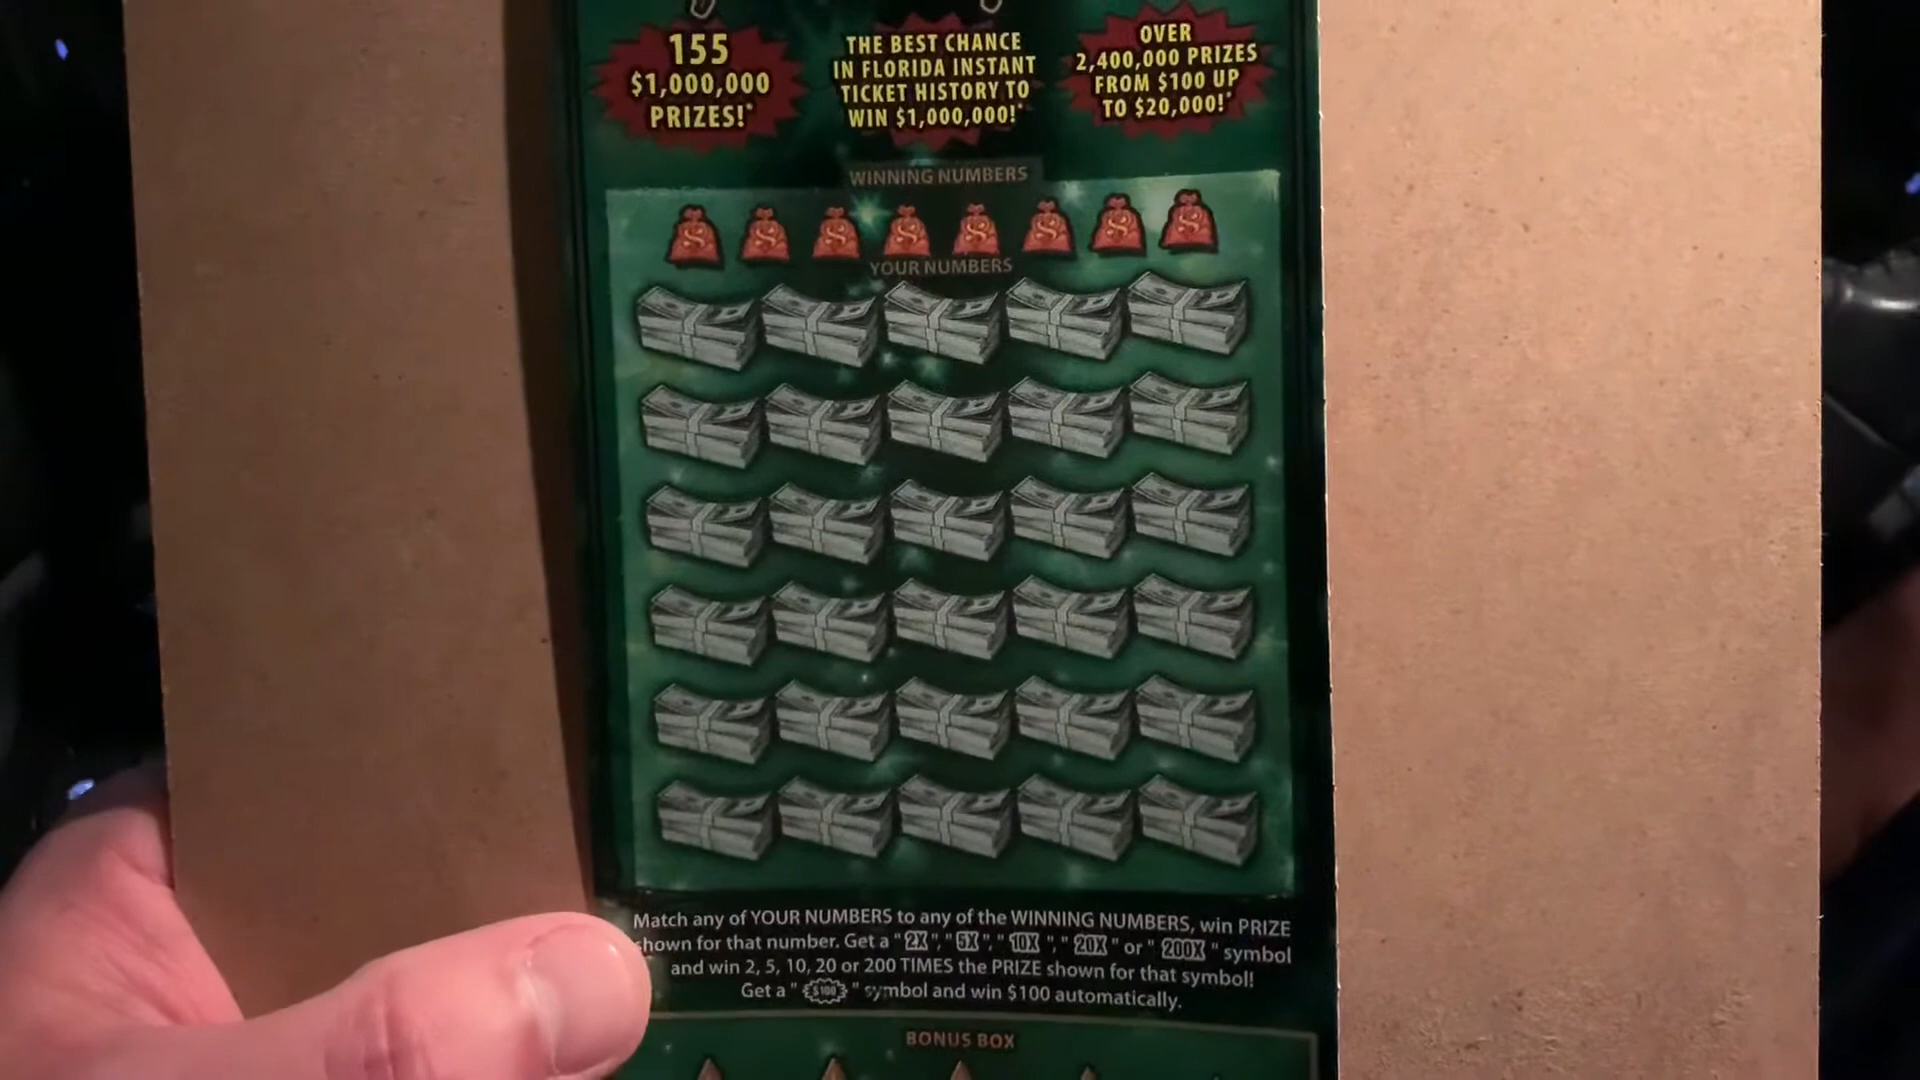 155
$1,000,000
PRIZES!*
THE BEST CHANCE
IN FLORIDA INSTANT
TICKET HISTORY TO
WIN $1,000,000!*
OVER
2,400,000 PRIZES
FROM $100 UP
TO $20,000!*
WINNING NUMBERS
YOUR NUMBERS
Match any of YOUR NUMBERS to any of the WINNING NUMBERS, win PRIZE
shown for that number. Get a "2X", "5X", "10X", "20X" or "200X" symbol
and win 2, 5, 10, 20 or 200 TIMES the PRIZE shown for that symbol!
Get a "$100" symbol and win $100 automatically.
BONUS BOX